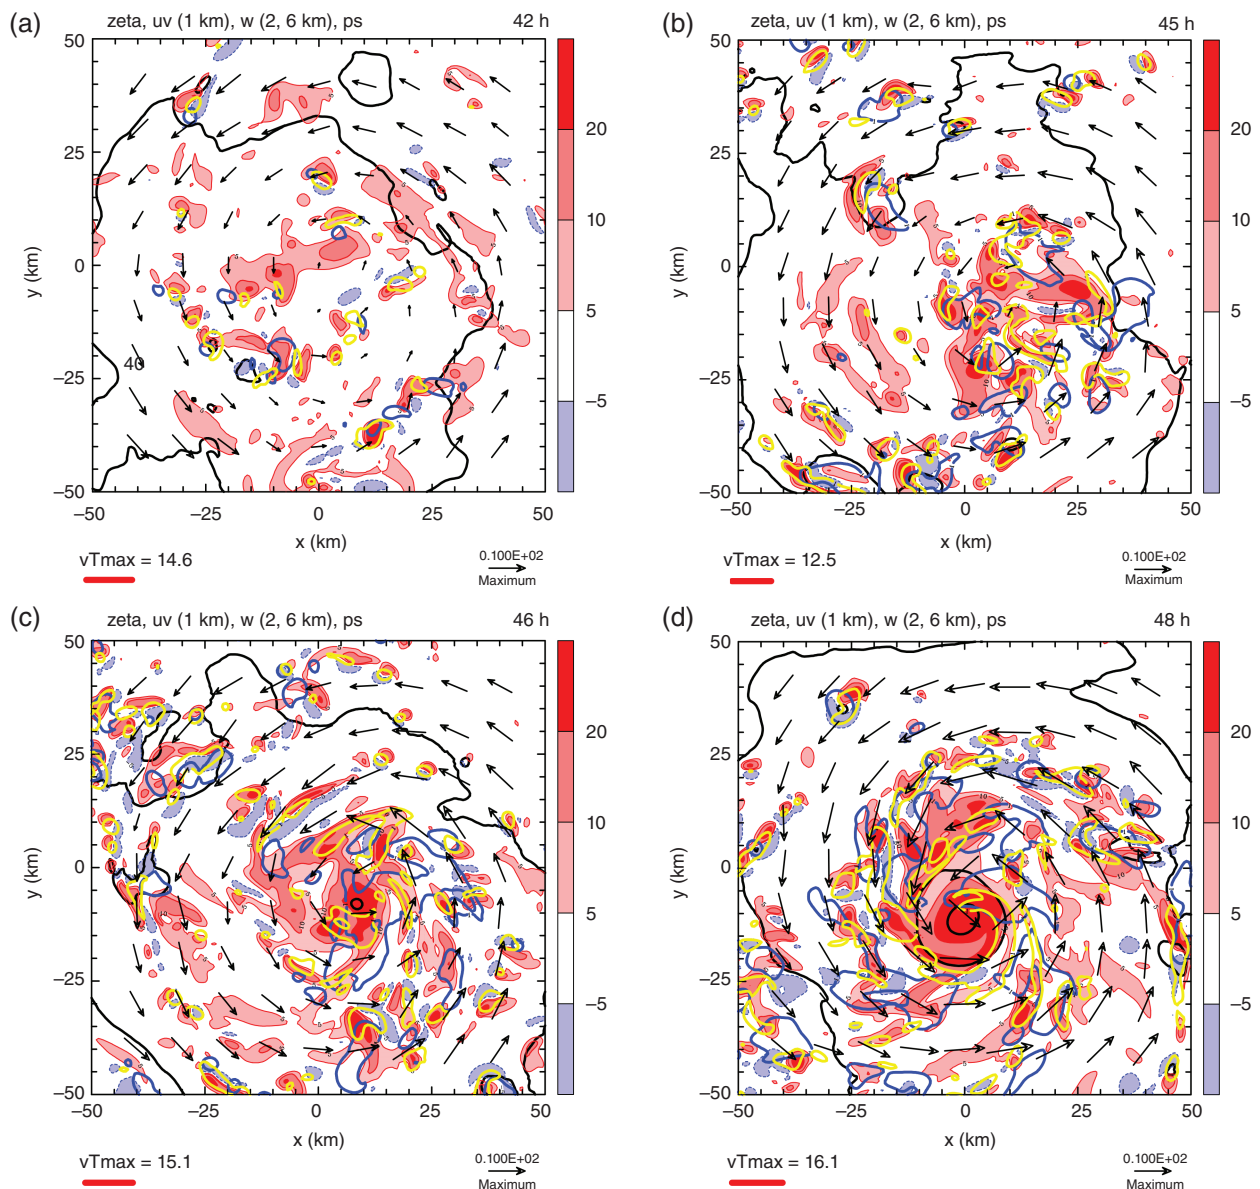 (a) zeta, uv (1 km), w (2, 6 km), ps 42 h
50
25
0
−25
−50
y (km)
40
−50 −25 0 25 50
x (km)
20
10
5
−5
vTmax = 14.6
0.100E+02
Maximum
(b) zeta, uv (1 km), w (2, 6 km), ps 45 h
50
25
0
−25
−50
y (km)
−50 −25 0 25 50
x (km)
20
10
5
−5
vTmax = 12.5
0.100E+02
Maximum
(c) zeta, uv (1 km), w (2, 6 km), ps 46 h
50
25
0
−25
−50
y (km)
−50 −25 0 25 50
x (km)
20
10
5
−5
vTmax = 15.1
0.100E+02
Maximum
(d) zeta, uv (1 km), w (2, 6 km), ps 48 h
50
25
0
−25
−50
y (km)
−50 −25 0 25 50
x (km)
20
10
5
−5
vTmax = 16.1
0.100E+02
Maximum